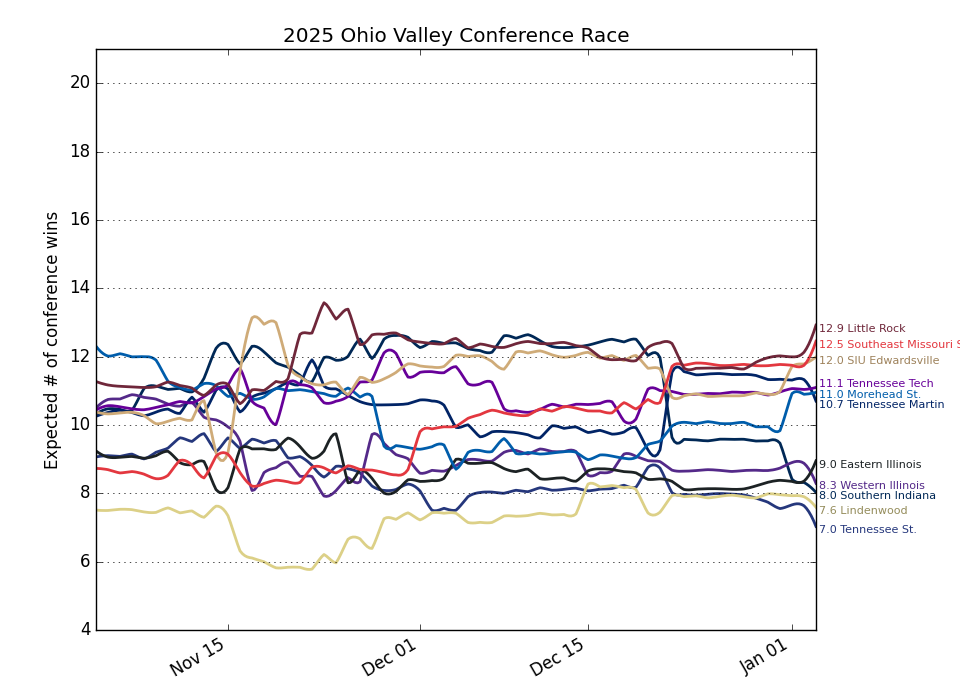 2025 Ohio Valley Conference Race
Expected # of conference wins
20
18
16
14
12
10
8
6
4
Nov 15
Dec 01
Dec 15
Jan 01
12.9 Little Rock
12.5 Southeast Missouri S
12.0 SIU Edwardsville
11.1 Tennessee Tech
11.0 Morehead St.
10.7 Tennessee Martin
9.0 Eastern Illinois
8.3 Western Illinois
8.0 Southern Indiana
7.6 Lindenwood
7.0 Tennessee St.